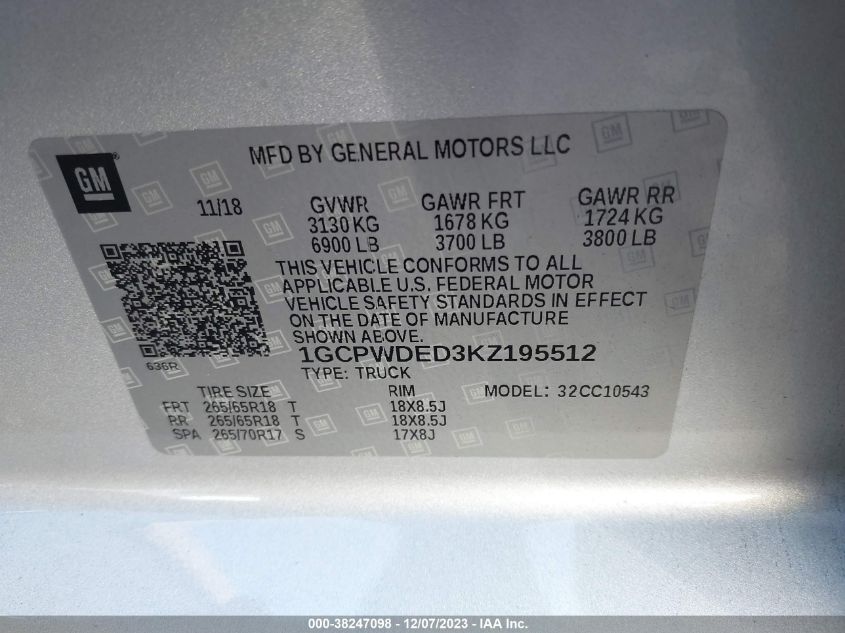 MFD BY GENERAL MOTORS LLC
GM
11/18 GVWR GAWR FRT GAWR RR
3130 KG 1678 KG 1724 KG
6900 LB 3700 LB 3800 LB
THIS VEHICLE CONFORMS TO ALL
APPLICABLE U.S. FEDERAL MOTOR
VEHICLE SAFETY STANDARDS IN EFFECT
ON THE DATE OF MANUFACTURE
SHOWN ABOVE.
636R
1GCPWDED3KZ195512
TYPE: TRUCK
TIRE SIZE RIM MODEL: 32CC10543
FRT 265/65R18 T 18X8.5J
RR 265/65R18 T 18X8.5J
SPA 265/70R17 S 17X8J
000-38247098 - 12/07/2023 - IAA Inc.